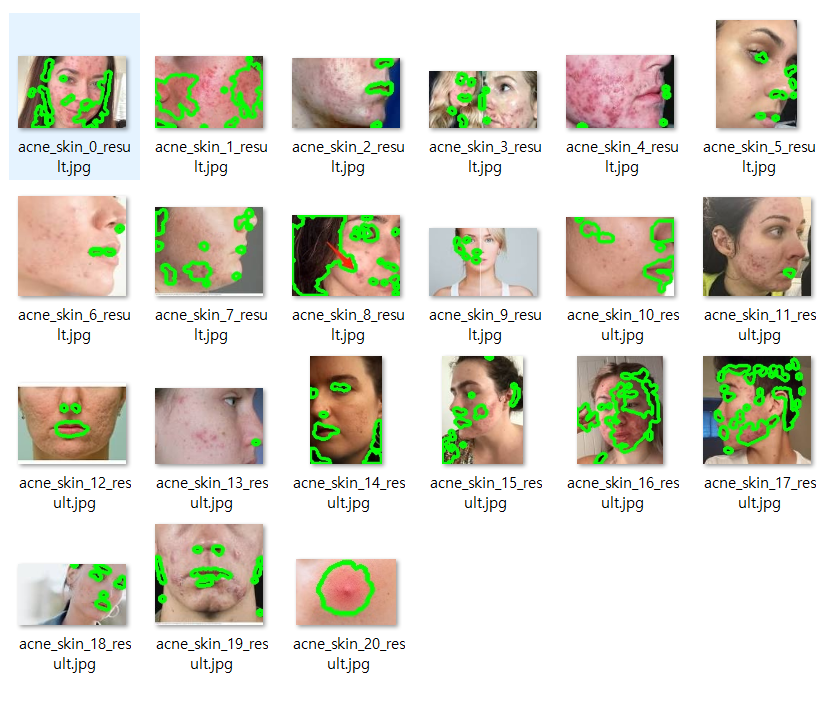 acne_skin_0_resu
lt.jpg
acne_skin_1_resu
lt.jpg
acne_skin_2_resu
lt.jpg
acne_skin_3_resu
lt.jpg
acne_skin_4_resu
lt.jpg
acne_skin_5_resu
lt.jpg
acne_skin_6_resu
lt.jpg
acne_skin_7_resu
lt.jpg
acne_skin_8_resu
lt.jpg
acne_skin_9_resu
lt.jpg
acne_skin_10_res
ult.jpg
acne_skin_11_res
ult.jpg
acne_skin_12_res
ult.jpg
acne_skin_13_res
ult.jpg
acne_skin_14_res
ult.jpg
acne_skin_15_res
ult.jpg
acne_skin_16_res
ult.jpg
acne_skin_17_res
ult.jpg
acne_skin_18_res
ult.jpg
acne_skin_19_res
ult.jpg
acne_skin_20_res
ult.jpg